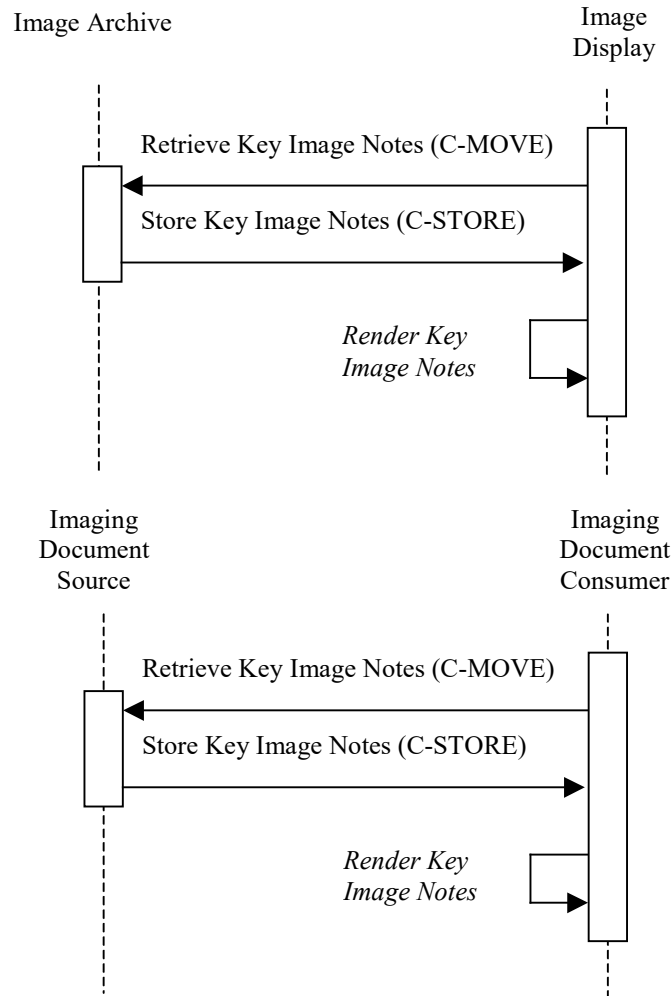 Image Archive
Image
Display
Retrieve Key Image Notes (C-MOVE)
Store Key Image Notes (C-STORE)
Render Key
Image Notes
Imaging
Document
Source
Imaging
Document
Consumer
Retrieve Key Image Notes (C-MOVE)
Store Key Image Notes (C-STORE)
Render Key
Image Notes